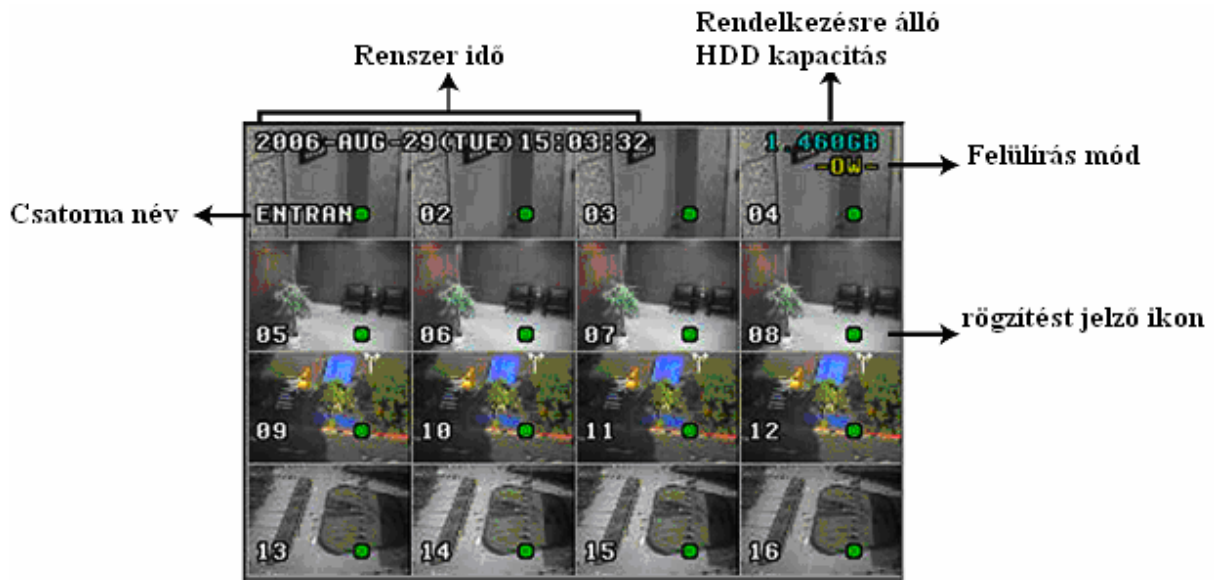 Rendelkezésre álló
HDD kapacitás
Renszer idő
2006-AUG-29(TUE)15:03:32
1.460GB
-OW-
Felülírás mód
Csatorna név
ENTRAN
02
03
04
05
06
07
08
rögzítést jelző ikon
09
10
11
12
13
14
15
16